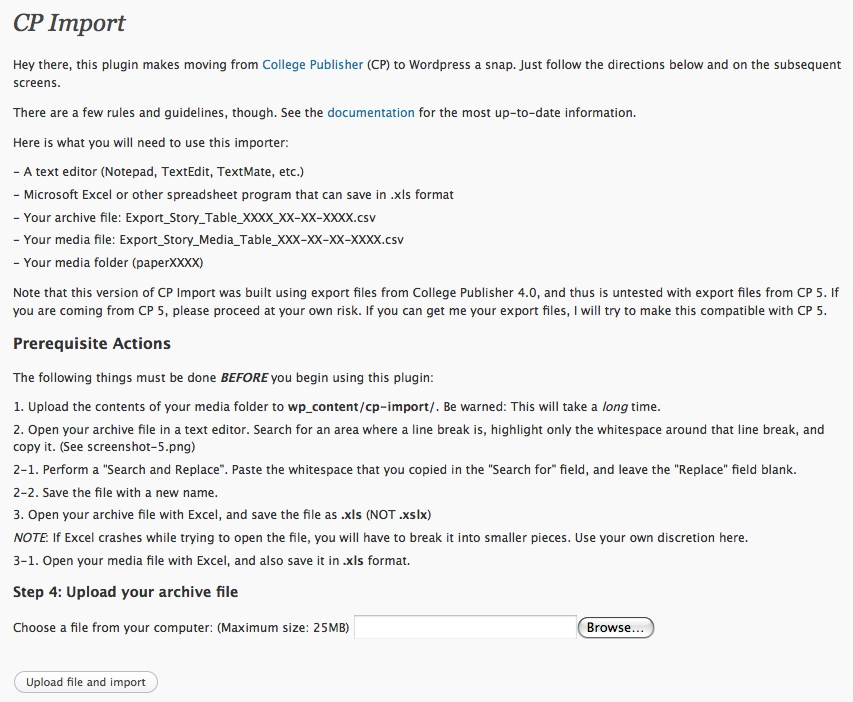 CP Import
Hey there, this plugin makes moving from College Publisher (CP) to Wordpress a snap. Just follow the directions below and on the subsequent
screens.
There are a few rules and guidelines, though. See the documentation for the most up-to-date information.
Here is what you will need to use this importer:
– A text editor (Notepad, TextEdit, TextMate, etc.)
– Microsoft Excel or other spreadsheet program that can save in .xls format
– Your archive file: Export_Story_Table_XXXX_XX-XX-XXXX.csv
– Your media file: Export_Story_Media_Table_XXX-XX-XX-XXXX.csv
– Your media folder (paperXXXX)
Note that this version of CP Import was built using export files from College Publisher 4.0, and thus is untested with export files from CP 5. If
you are coming from CP 5, please proceed at your own risk. If you can get me your export files, I will try to make this compatible with CP 5.
Prerequisite Actions
The following things must be done BEFORE you begin using this plugin:
1. Upload the contents of your media folder to wp_content/cp-import/. Be warned: This will take a long time.
2. Open your archive file in a text editor. Search for an area where a line break is, highlight only the whitespace around that line break, and
copy it. (See screenshot-5.png)
2-1. Perform a "Search and Replace". Paste the whitespace that you copied in the "Search for" field, and leave the "Replace" field blank.
2-2. Save the file with a new name.
3. Open your archive file with Excel, and save the file as .xls (NOT .xslx)
NOTE: If Excel crashes while trying to open the file, you will have to break it into smaller pieces. Use your own discretion here.
3-1. Open your media file with Excel, and also save it in .xls format.
Step 4: Upload your archive file
Choose a file from your computer: (Maximum size: 25MB) Browse...
Upload file and import